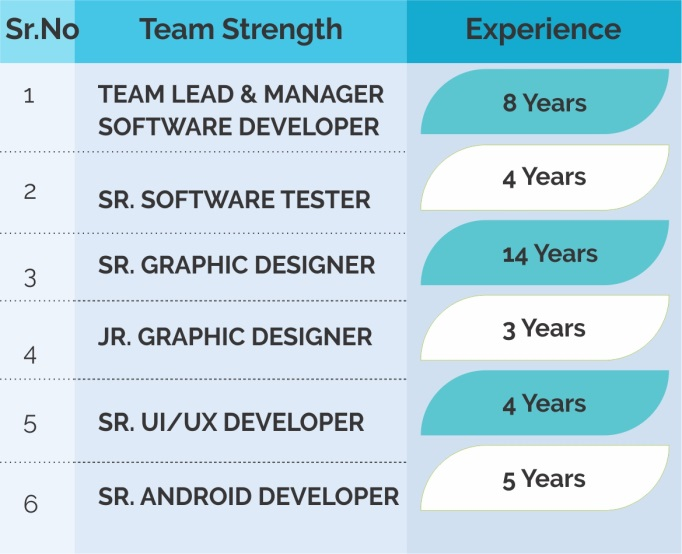 Sr.No Team Strength Experience
1 TEAM LEAD & MANAGER 8 Years
SOFTWARE DEVELOPER
2 SR. SOFTWARE TESTER 4 Years
3 SR. GRAPHIC DESIGNER 14 Years
4 JR. GRAPHIC DESIGNER 3 Years
5 SR. UI/UX DEVELOPER 4 Years
6 SR. ANDROID DEVELOPER 5 Years